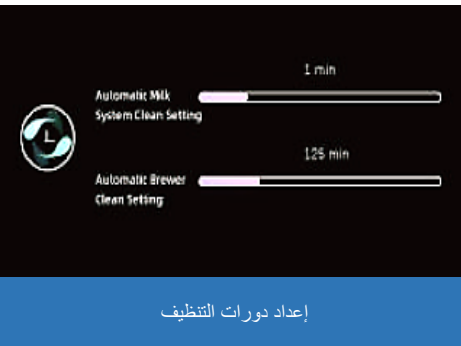 1 min
Automatic Milk
System Clean Setting
125 min
Automatic Brewer
Clean Setting
إعداد دورات التنظيف